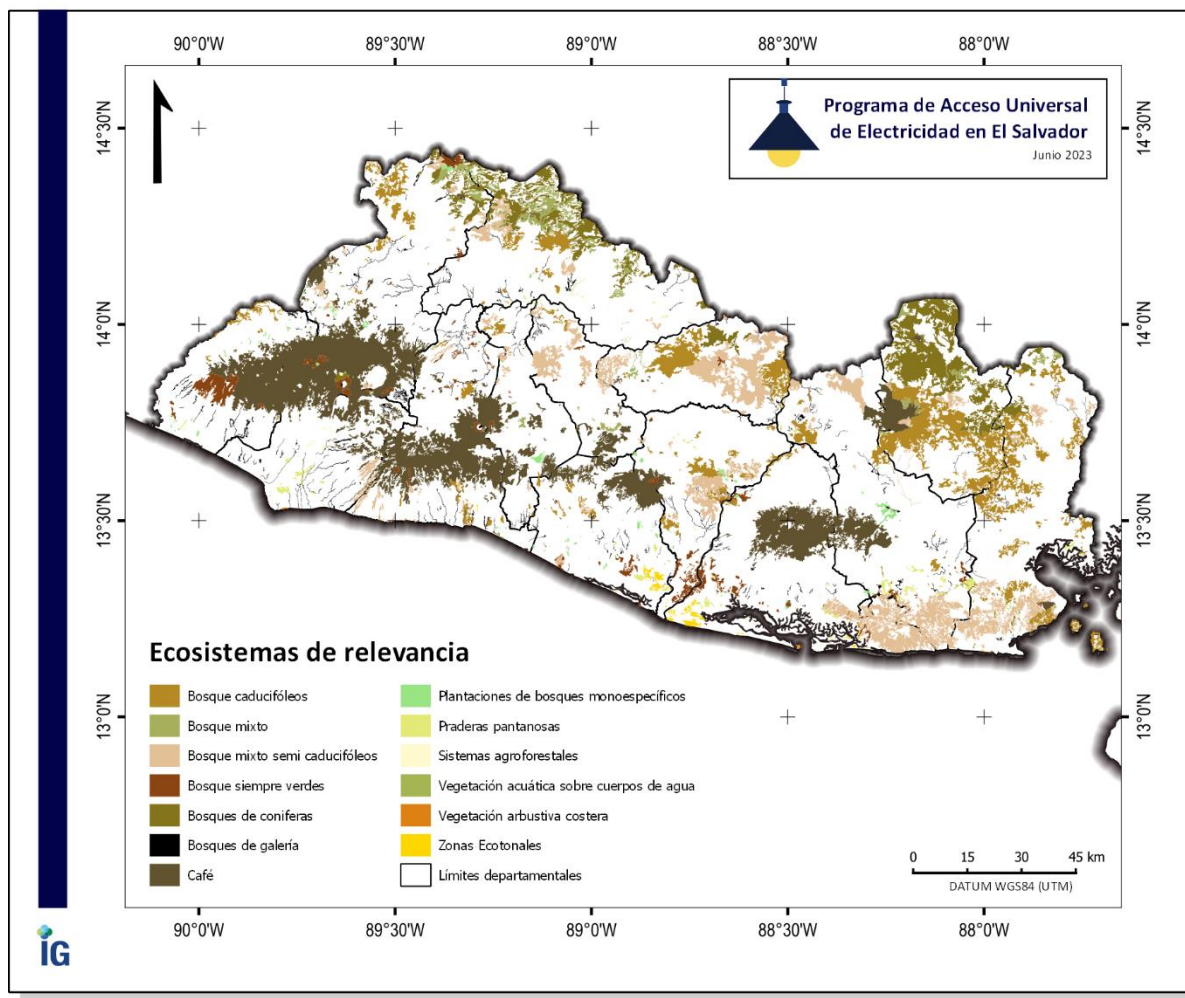 90°0'W 89°30'W 89°0'W 88°30'W 88°0'W
14°30'N
14°30'N
Programa de Acceso Universal
de Electricidad en El Salvador
Junio 2023
14°0'N
14°0'N
13°30'N
13°30'N
13°0'N
13°0'N
Ecosistemas de relevancia
Bosque caducifóleos
Bosque mixto
Bosque mixto semi caducifóleos
Bosque siempre verdes
Bosques de coniferas
Bosques de galería
Café
Plantaciones de bosques monoespecíficos
Praderas pantanosas
Sistemas agroforestales
Vegetación acuática sobre cuerpos de agua
Vegetación arbustiva costera
Zonas Ecotonales
Límites departamentales
0 15 30 45 km
DATUM WGS84 (UTM)
90°0'W 89°30'W 89°0'W 88°30'W 88°0'W
IG